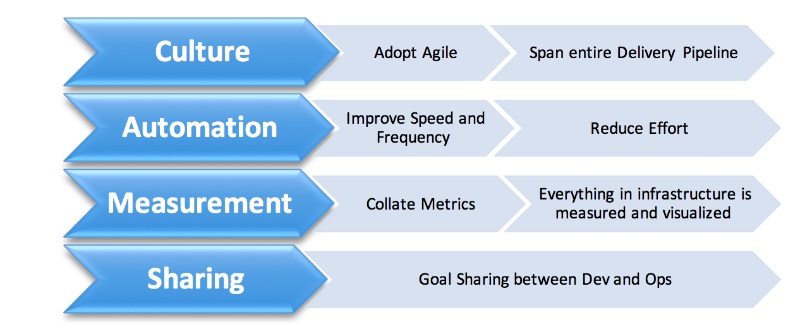 Culture
Adopt Agile
Span entire Delivery Pipeline
Automation
Improve Speed and
Frequency
Reduce Effort
Measurement
Collate Metrics
Everything in infrastructure is
measured and visualized
Sharing
Goal Sharing between Dev and Ops